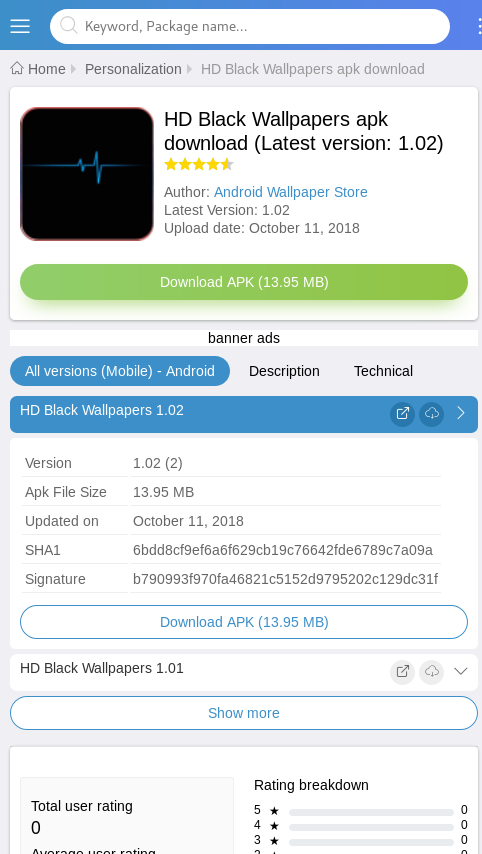 Keyword, Package name...
Home Personalization HD Black Wallpapers apk download
HD Black Wallpapers apk
download (Latest version: 1.02)
Author: Android Wallpaper Store
Latest Version: 1.02
Upload date: October 11, 2018
Download APK (13.95 MB)
banner ads
All versions (Mobile) - Android Description Technical
HD Black Wallpapers 1.02
Version 1.02 (2)
Apk File Size 13.95 MB
Updated on October 11, 2018
SHA1 6bdd8cf9ef6a6f629cb19c76642fde6789c7a09a
Signature b790993f970fa46821c5152d9795202c129dc31f
Download APK (13.95 MB)
HD Black Wallpapers 1.01
Show more
Total user rating
0
Average user rating
Rating breakdown
5 ★ 0
4 ★ 0
3 ★ 0
2 ★ 0